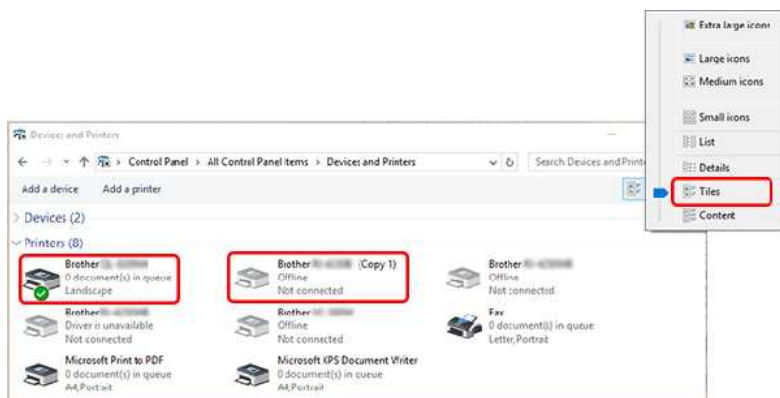 Extra large icons
Large icons
Medium icons
Small icons
List
Details
Tiles
Content
Devices and Printers
Control Panel > All Control Panel Items > Devices and Printers
Search Devices and Printe
Add a device Add a printer
Devices (2)
Printers (8)
Brother
0 document(s) in queue
Landscape
Brother (Copy 1)
Offline
Not connected
Brother
Offline
Not connected
Brother
Driver is unavailable
Not connected
Brother
Offline
Not connected
Fax
0 document(s) in queue
Letter, Portrait
Microsoft Print to PDF
0 document(s) in queue
A4, Portrait
Microsoft XPS Document Writer
0 document(s) in queue
A4, Portrait